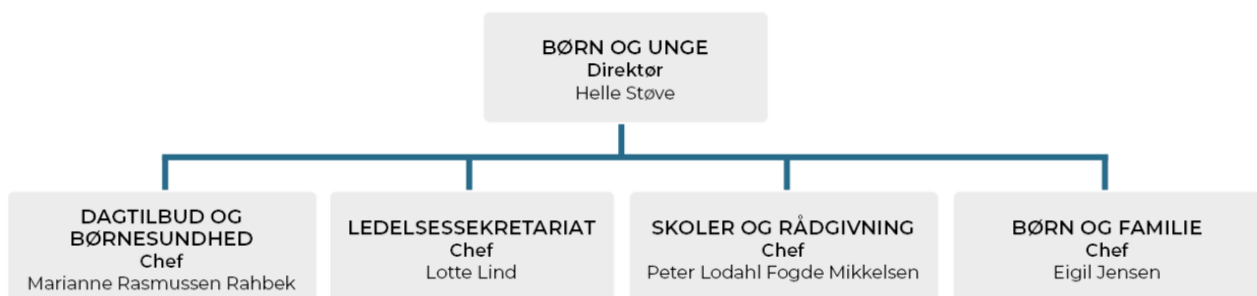 BØRN OG UNGE
Direktør
Helle Støve
DAGTILBUD OG
BØRNESUNDHED
Chef
Marianne Rasmussen Rahbek
LEDELSESSEKRETARIAT
Chef
Lotte Lind
SKOLER OG RÅDGIVNING
Chef
Peter Lodahl Fogde Mikkelsen
BØRN OG FAMILIE
Chef
Eigil Jensen